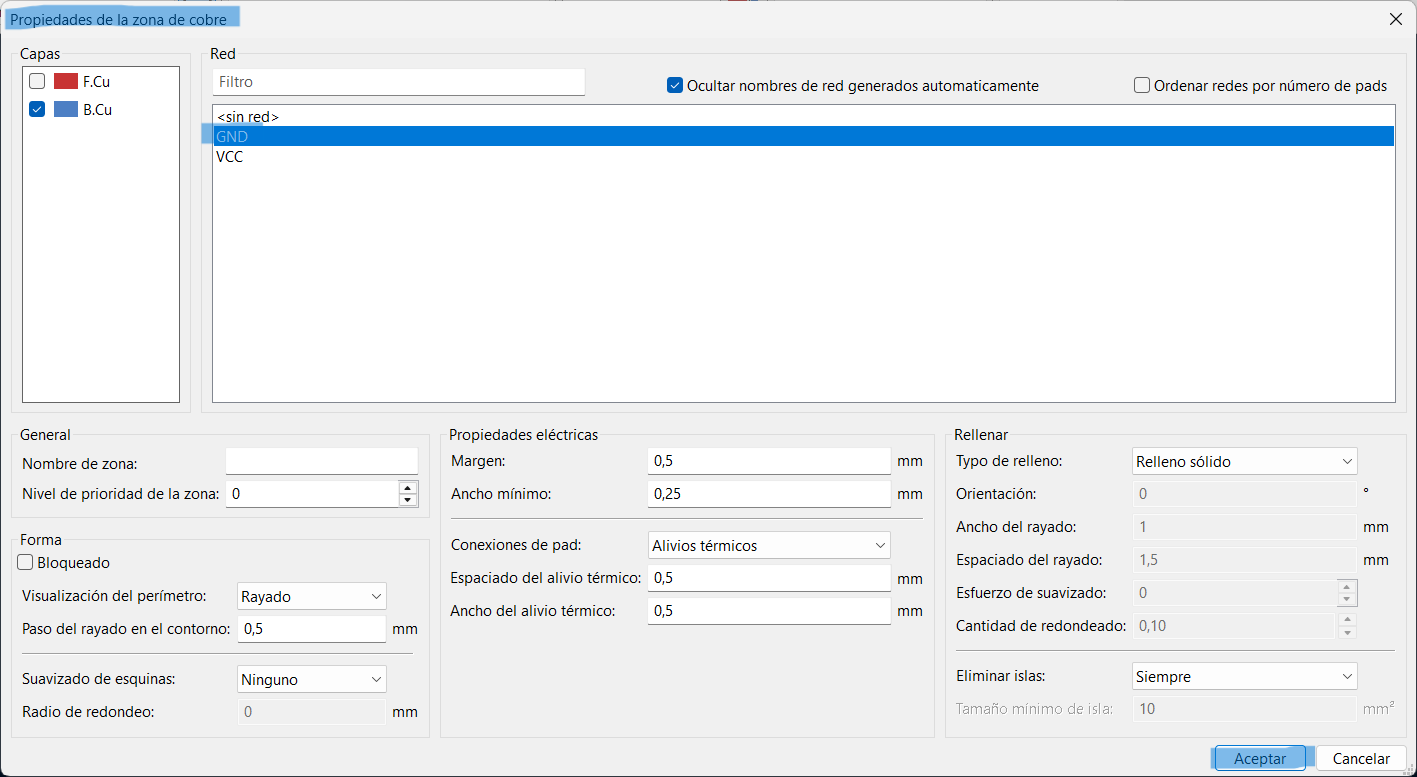 Propiedades de la zona de cobre
Capas
F.Cu
B.Cu
Red
Filtro
Ocultar nombres de red generados automaticamente
Ordenar redes por número de pads
<sin red>
GND
VCC
General
Nombre de zona:
Nivel de prioridad de la zona: 0
Forma
Bloqueado
Visualización del perímetro: Rayado
Paso del rayado en el contorno: 0,5 mm
Suavizado de esquinas: Ninguno
Radio de redondeo: 0 mm
Propiedades eléctricas
Margen: 0,5 mm
Ancho mínimo: 0,25 mm
Conexiones de pad: Alivios térmicos
Espaciado del alivio térmico: 0,5 mm
Ancho del alivio térmico: 0,5 mm
Rellenar
Typo de relleno: Relleno sólido
Orientación: 0 °
Ancho del rayado: 1 mm
Espaciado del rayado: 1,5 mm
Esfuerzo de suavizado: 0
Cantidad de redondeado: 0,10
Eliminar islas: Siempre
Tamaño mínimo de isla: 10 mm²
Aceptar
Cancelar